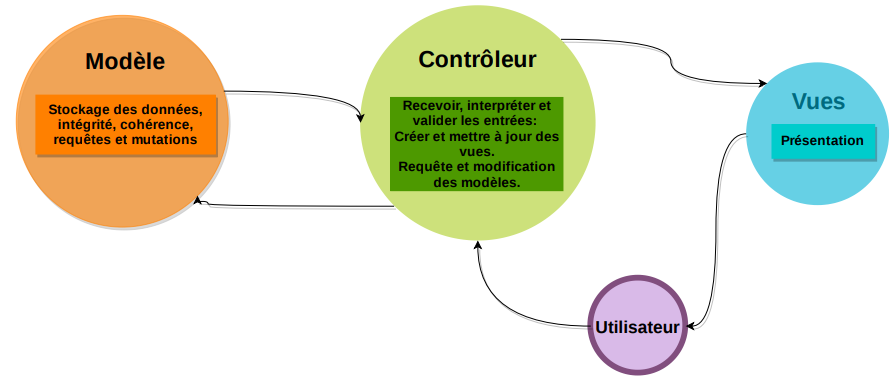 Modèle
Stockage des données,
intégrité, cohérence,
requêtes et mutations
Contrôleur
Recevoir, interpréter et
valider les entrées:
Créer et mettre à jour des
vues.
Requête et modification
des modèles.
Vues
Présentation
Utilisateur